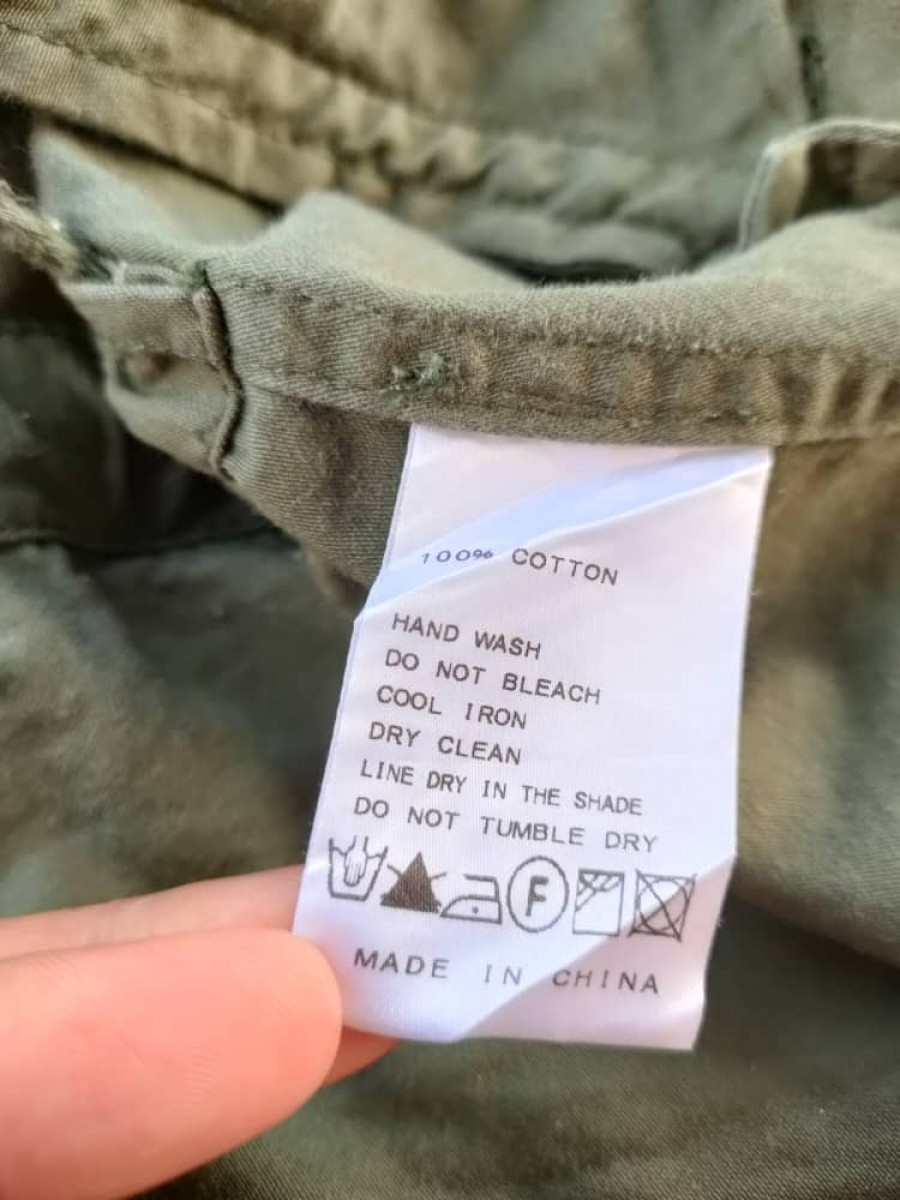 100% COTTON
HAND WASH
DO NOT BLEACH
COOL IRON
DRY CLEAN
LINE DRY IN THE SHADE
DO NOT TUMBLE DRY
F
MADE IN CHINA